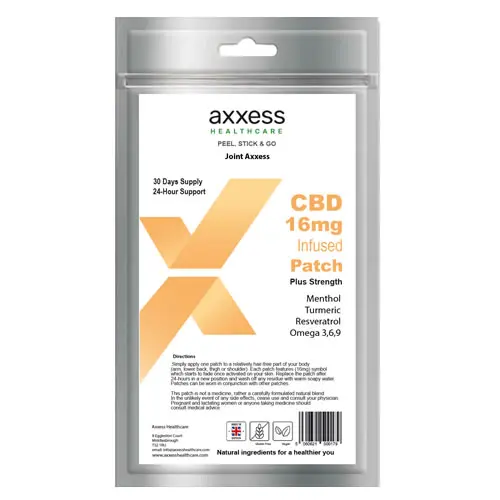 axxess
HEALTHCARE
PEEL, STICK & GO
Joint Axxess
30 Days Supply
24-Hour Support
CBD
16mg
Infused
Patch
Plus Strength
Menthol
Turmeric
Resveratrol
Omega 3,6,9
Directions
Simply apply one patch to a relatively hair-free part of your body
(arm, lower back, thigh or shoulder). Each patch features (16mg) symbol
which starts to fade once activated on your skin. Replace the patch after
24-hours in a new position and wash off any residue with warm soapy water.
Patches can be worn in conjunction with other patches.
This patch is not a medicine, rather a carefully formulated natural blend
In the unlikely event of any side effects, cease use and consult your physician.
Pregnant and lactating women or anyone taking medicine should
consult medical advice
Axxess Healthcare
Middlesbrough
axxesshealthcare.com
Natural ingredients for a healthier you